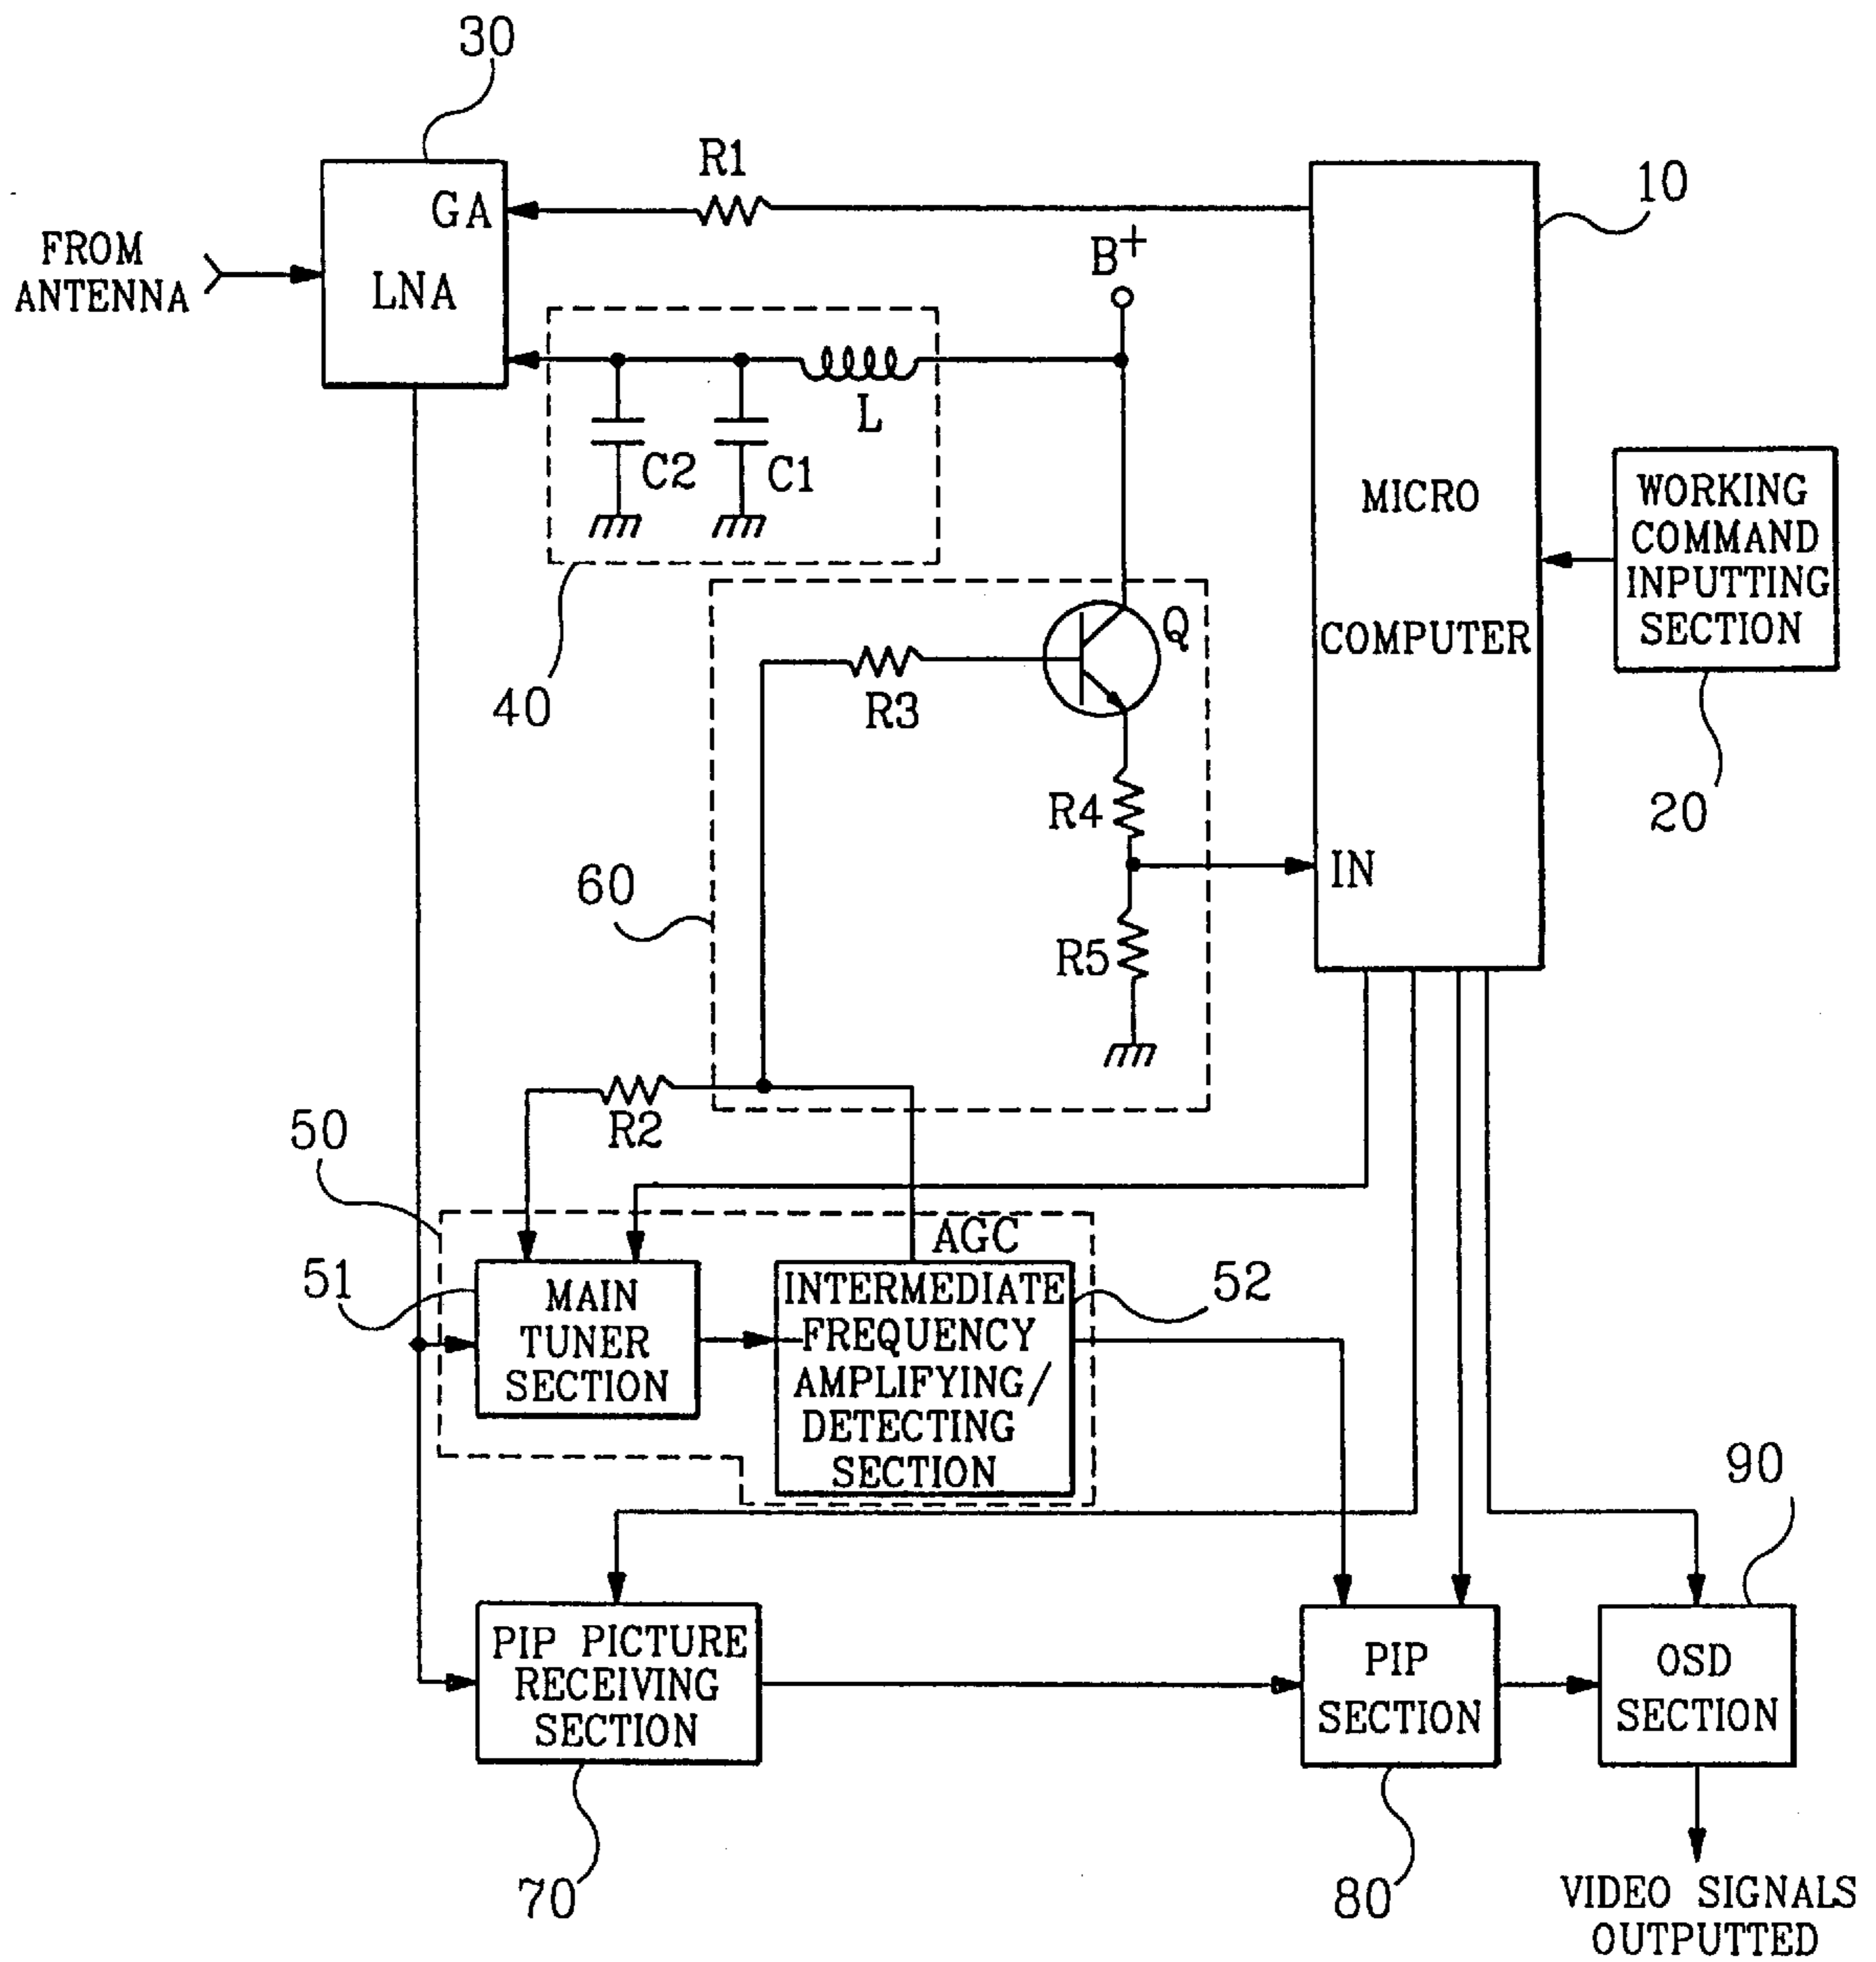 30
R1
10
GA
FROM
ANTENNA
LNA
B+
L
C2
C1
MICRO
COMPUTER
WORKING
COMMAND
INPUTTING
SECTION
40
Q
R3
20
R4
IN
60
R5
R2
50
AGC
51
52
MAIN
TUNER
SECTION
INTERMEDIATE
FREQUENCY
AMPLIFYING/
DETECTING
SECTION
90
PIP PICTURE
RECEIVING
SECTION
PIP
SECTION
OSD
SECTION
70
80
VIDEO SIGNALS
OUTPUTTED